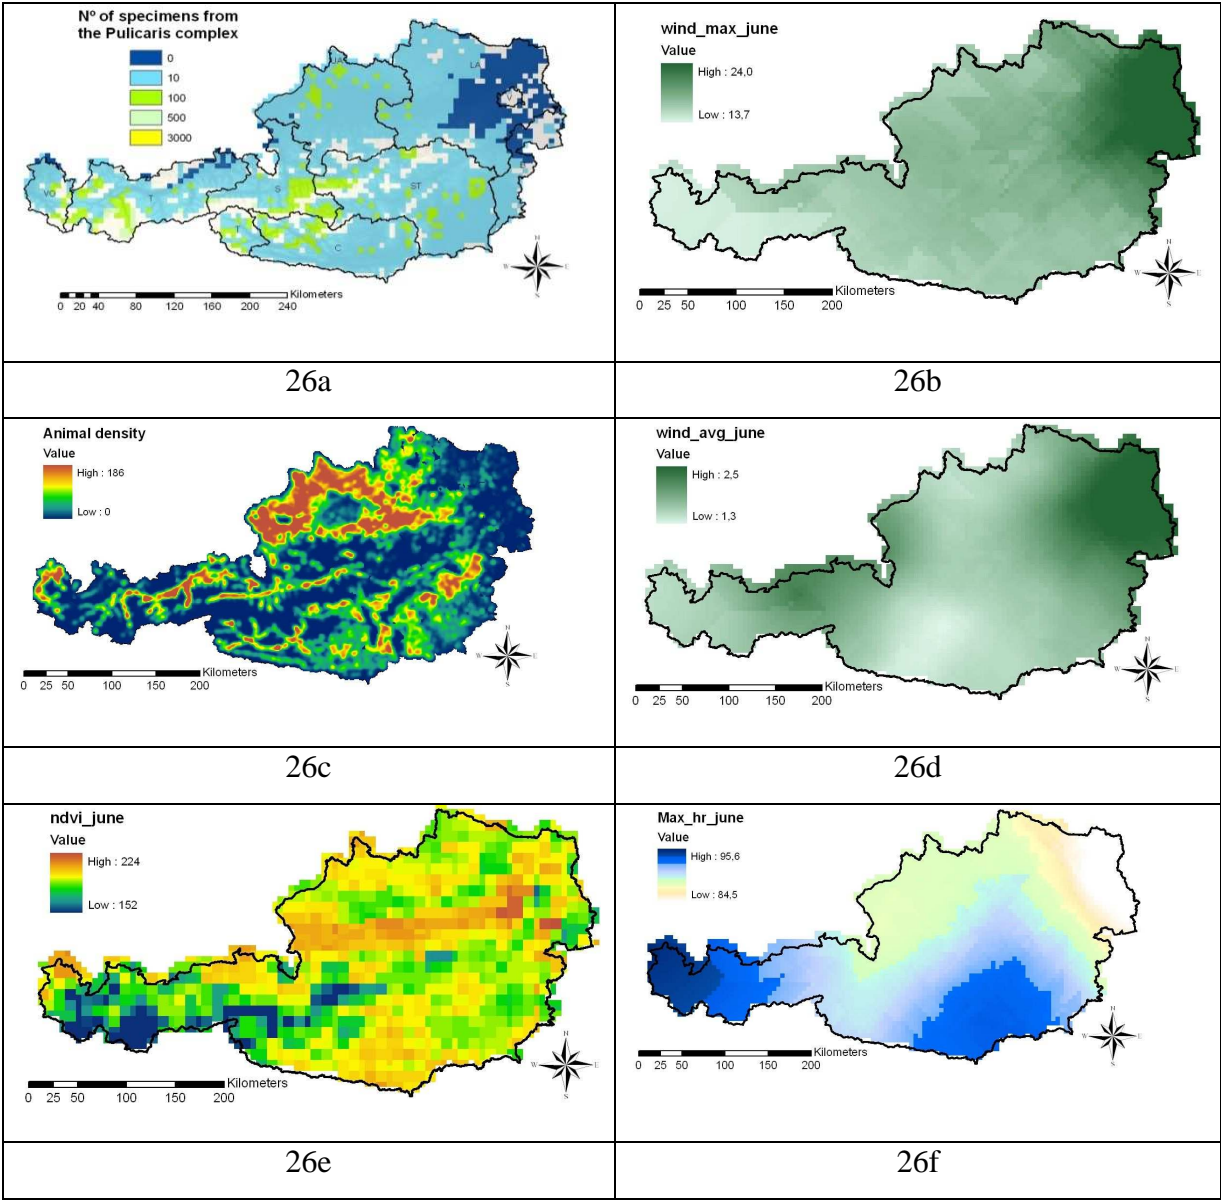 Nº of specimens from
the Pulicaris complex
0
10
100
500
3000
UA
LA
V
B
VO
T
S
ST
C
N
W E
S
Kilometers
0 20 40 80 120 160 200 240
26a
wind_max_june
Value
High : 24,0
Low : 13,7
N
W E
S
Kilometers
0 25 50 100 150 200
26b
Animal density
Value
High : 186
Low : 0
N
W E
S
Kilometers
0 25 50 100 150 200
26c
wind_avg_june
Value
High : 2,5
Low : 1,3
N
W E
S
Kilometers
0 25 50 100 150 200
26d
ndvi_june
Value
High : 224
Low : 152
N
W E
S
Kilometers
0 25 50 100 150 200
26e
Max_hr_june
Value
High : 95,6
Low : 84,5
N
W E
S
Kilometers
0 25 50 100 150 200
26f